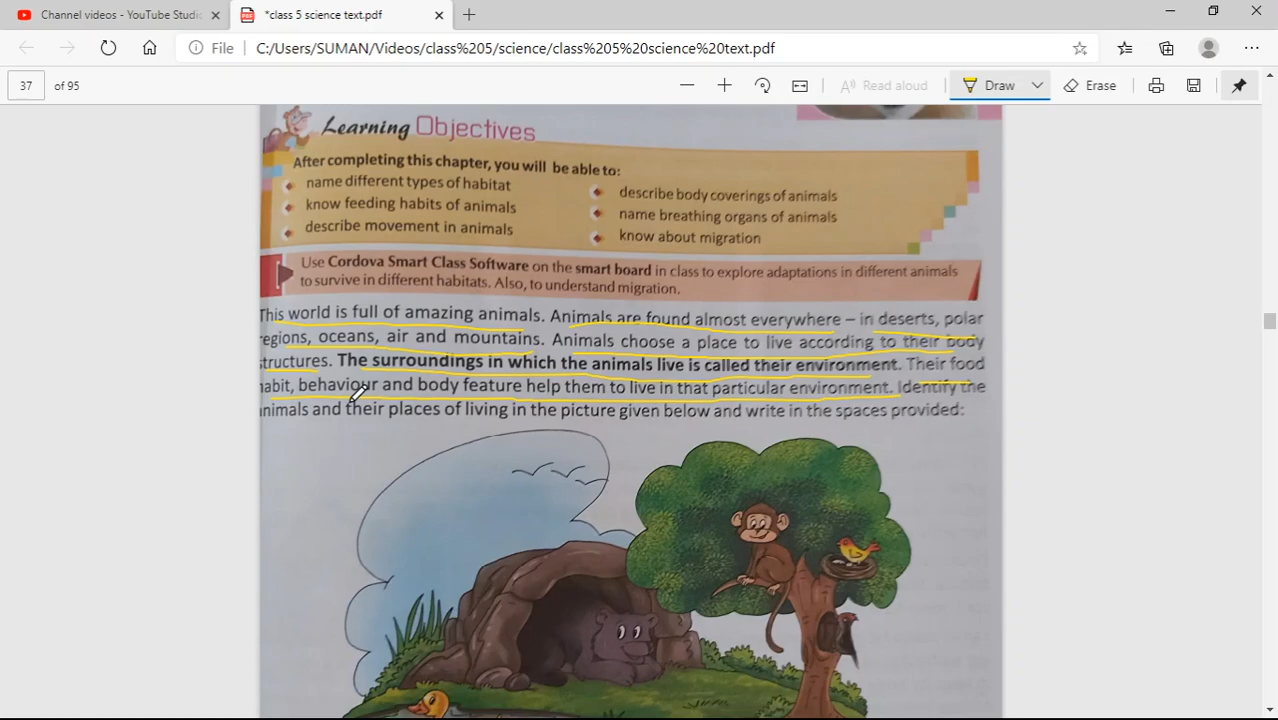 Channel videos - YouTube Studi
*class 5 science text.pdf
File
C:/Users/SUMAN/Videos/class%205/science/class%205%20science%20text.pdf
37 of 95
Read aloud
Draw
Erase
Learning Objectives
After completing this chapter, you will be able to:
name different types of habitat
know feeding habits of animals
describe movement in animals
describe body coverings of animals
name breathing organs of animals
know about migration
Use Cordova Smart Class Software on the smart board in class to explore adaptations in different animals
to survive in different habitats. Also, to understand migration.
This world is full of amazing animals. Animals are found almost everywhere – in deserts, polar
regions, oceans, air and mountains. Animals choose a place to live according to their body
structures. The surroundings in which the animals live is called their environment. Their food
habit, behaviour and body feature help them to live in that particular environment. Identify the
animals and their places of living in the picture given below and write in the spaces provided: